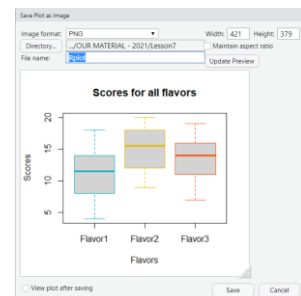 Save Plot as Image
Image format: PNG Width: 421 Height: 379
Directory... .../OUR MATERIAL - 2021/Lesson7 Maintain aspect ratio
File name: Rplot Update Preview
Scores for all flavors
20
15
10
5
Scores
Flavor1 Flavor2 Flavor3
Flavors
View plot after saving Save Cancel